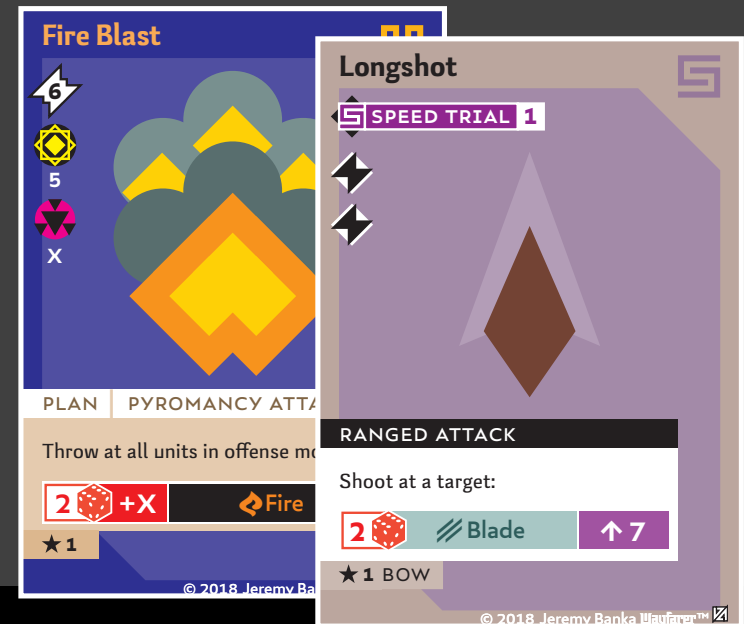 Fire Blast
6
5
X
PLAN
PYROMANCY ATTA
Throw at all units in offense mo
2 +X Fire
★ 1
© 2018 Jeremy Ba
Longshot
SPEED TRIAL 1
RANGED ATTACK
Shoot at a target:
2 Blade ↑ 7
★ 1 BOW
© 2018 Jeremy Banka Wayfarer™